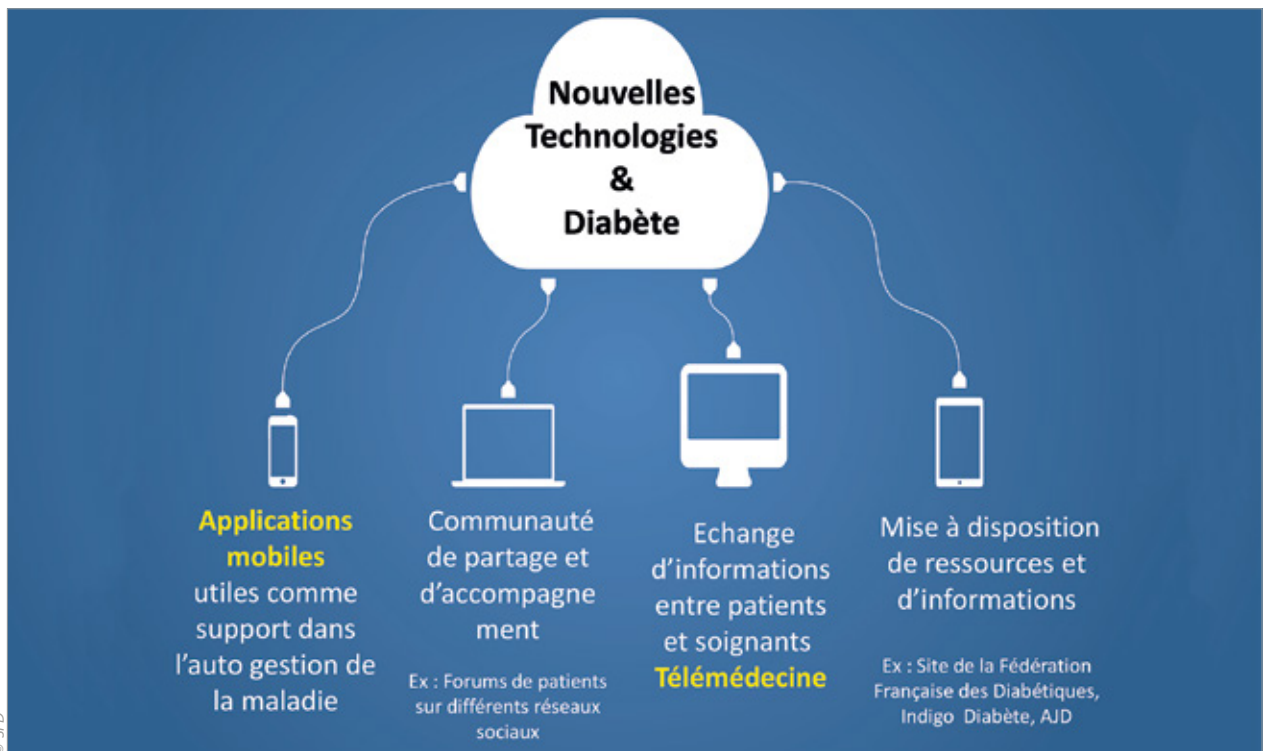 Nouvelles
Technologies
&
Diabète
Applications
mobiles
utiles comme
support dans
l'auto gestion de
la maladie
Communauté
de partage et
d'accompagne
ment
Ex : Forums de patients
sur différents réseaux
sociaux
Echange
d'informations
entre patients
et soignants
Télémédecine
Mise à disposition
de ressources et
d'informations
Ex : Site de la Fédération
Française des Diabétiques,
Indigo Diabète, AJD